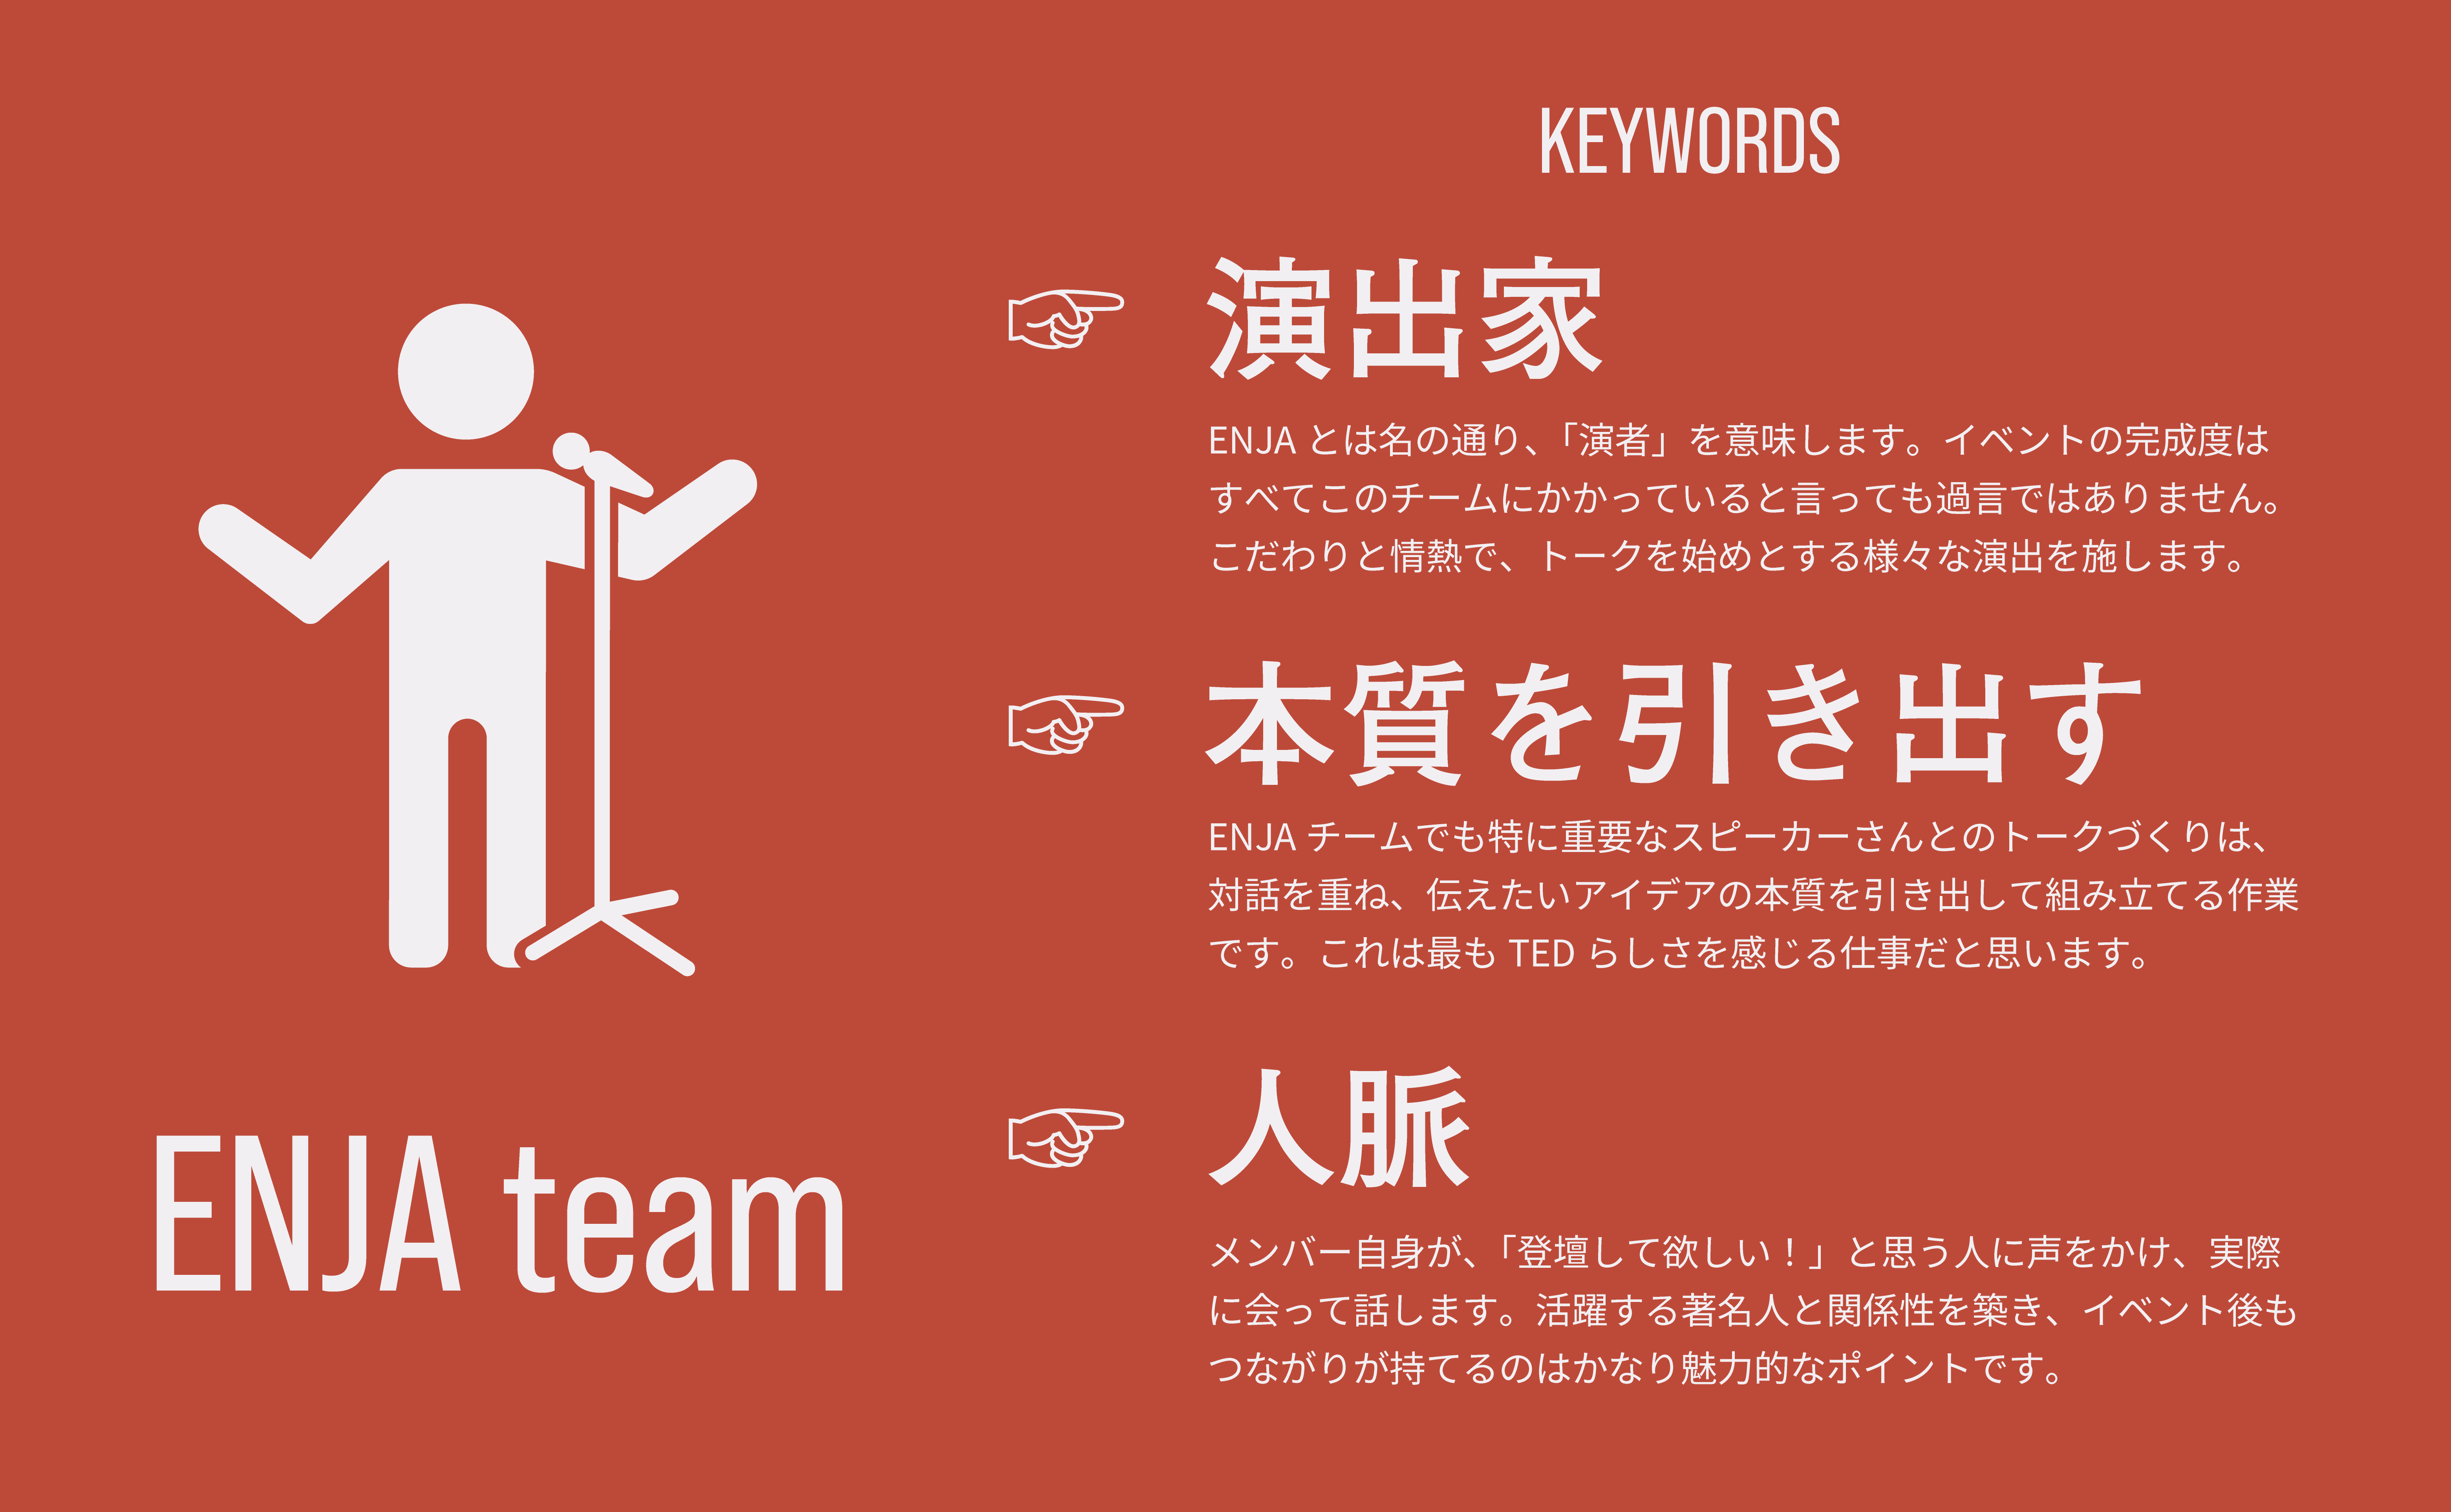 KEYWORDS
演出家
ENJA とは名の通り、「演者」を意味します。イベントの完成度は
すべてこのチームにかかっていると言っても過言ではありません。
こだわりと情熱で、トークを始めとする様々な演出を施します。
本質を引き出す
ENJA チームでも特に重要なスピーカーさんとのトークづくりは、
対話を重ね、伝えたいアイデアの本質を引き出して組み立てる作業
です。これは最も TED らしさを感じる仕事だと思います。
人脈
メンバー自身が、「登壇して欲しい！」と思う人に声をかけ、実際
に会って話します。活躍する著名人と関係性を築き、イベント後も
つながりが持てるのはかなり魅力的なポイントです。
ENJA team